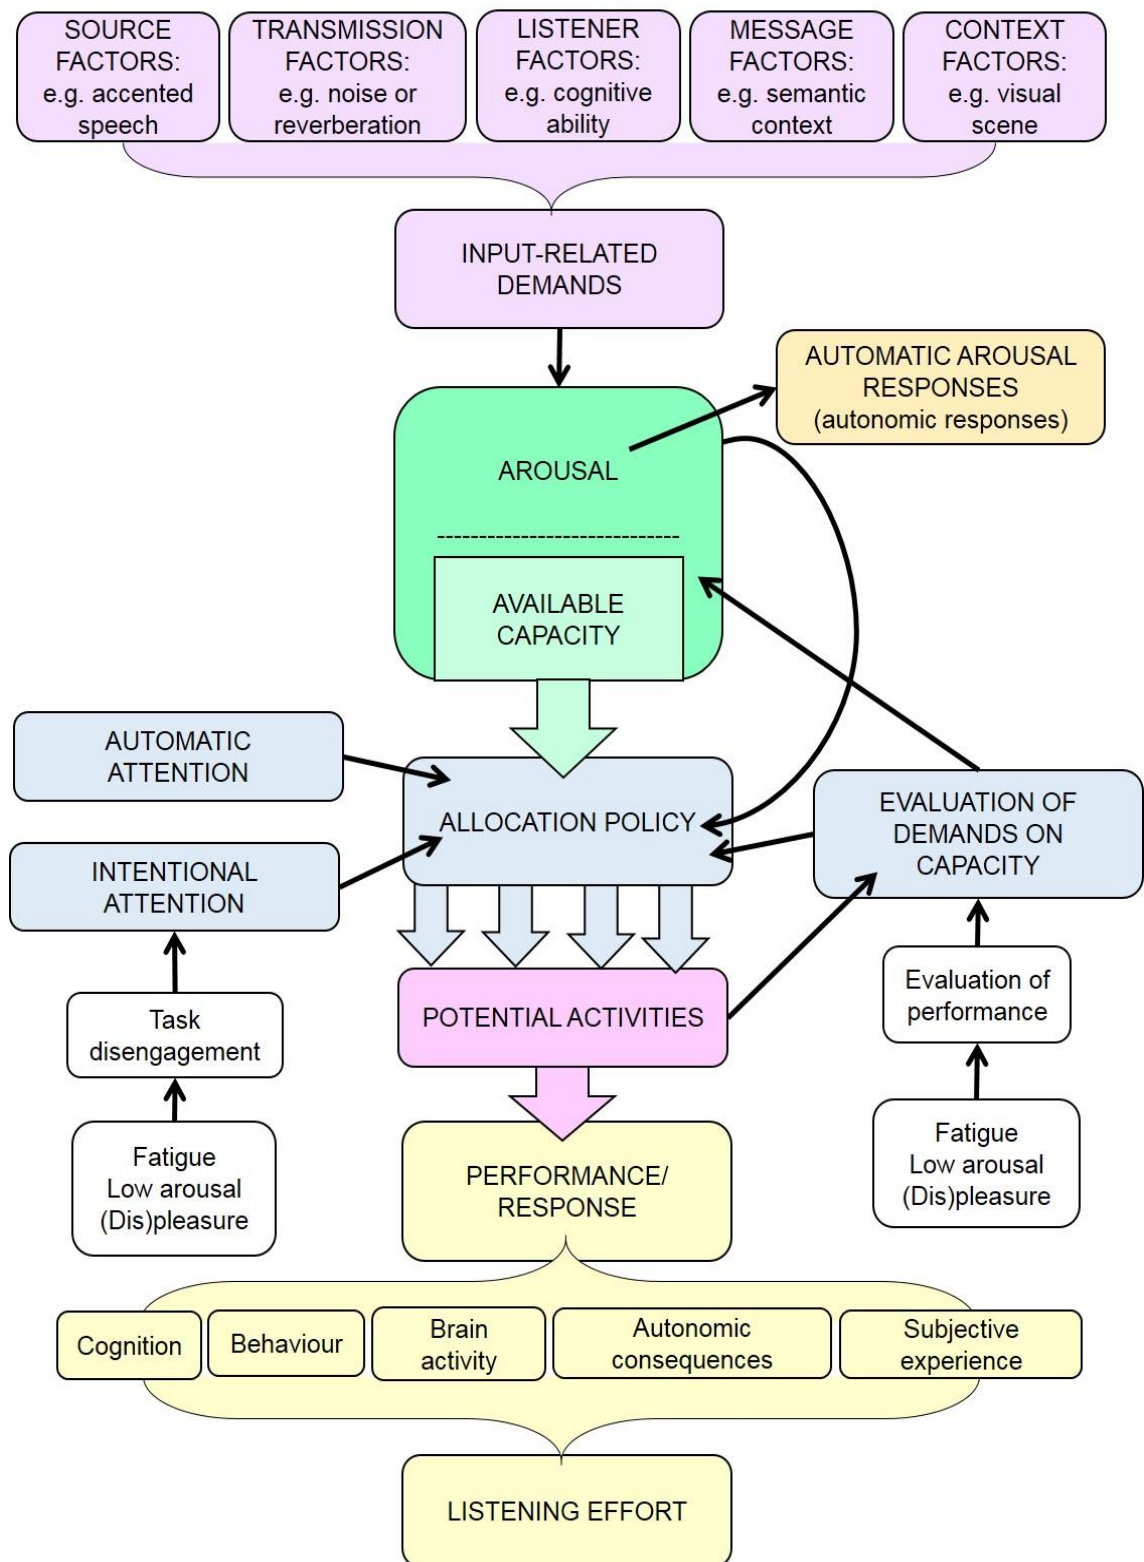 SOURCE
FACTORS:
e.g. accented
speech
TRANSMISSION
FACTORS:
e.g. noise or
reverberation
LISTENER
FACTORS:
e.g. cognitive
ability
MESSAGE
FACTORS:
e.g. semantic
context
CONTEXT
FACTORS:
e.g. visual
scene
INPUT-RELATED
DEMANDS
AUTOMATIC AROUSAL
RESPONSES
(autonomic responses)
AROUSAL
-----------------------------
AVAILABLE
CAPACITY
AUTOMATIC
ATTENTION
ALLOCATION POLICY
EVALUATION OF
DEMANDS ON
CAPACITY
INTENTIONAL
ATTENTION
POTENTIAL ACTIVITIES
Evaluation of
performance
Task
disengagement
Fatigue
Low arousal
(Dis)pleasure
PERFORMANCE/
RESPONSE
Fatigue
Low arousal
(Dis)pleasure
Cognition
Behaviour
Brain
activity
Autonomic
consequences
Subjective
experience
LISTENING EFFORT